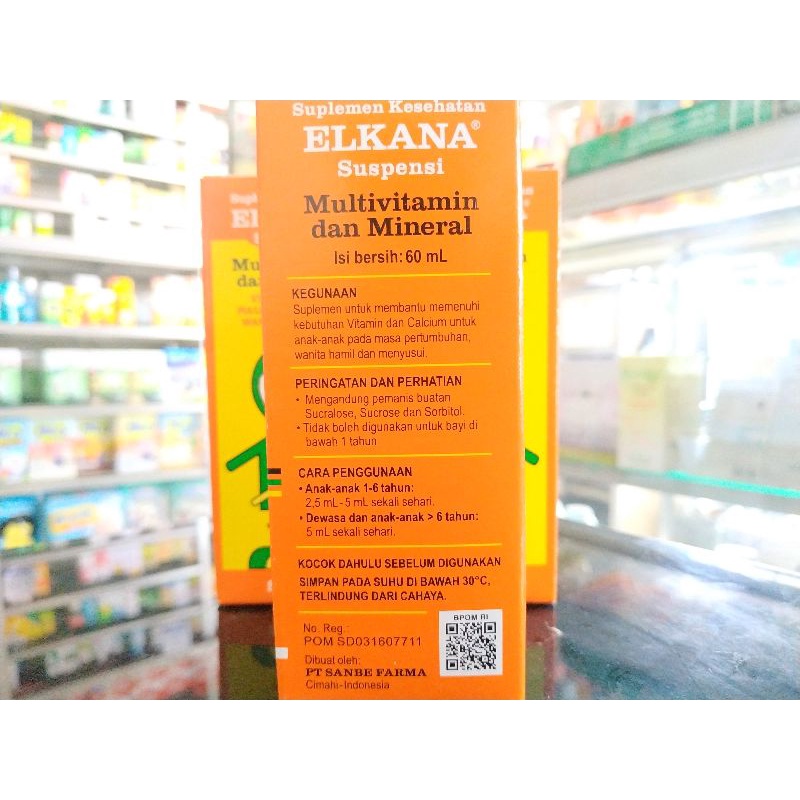 Suplemen Kesehatan
ELKANA®
Suspensi
Multivitamin
dan Mineral
Isi bersih: 60 mL
KEGUNAAN
Suplemen untuk membantu memenuhi
kebutuhan Vitamin dan Calcium untuk
anak-anak pada masa pertumbuhan,
wanita hamil dan menyusui.
PERINGATAN DAN PERHATIAN
• Mengandung pemanis buatan
Sucralose, Sucrose dan Sorbitol.
• Tidak boleh digunakan untuk bayi di
bawah 1 tahun
CARA PENGGUNAAN
• Anak-anak 1-6 tahun:
2,5 mL - 5 mL sekali sehari.
• Dewasa dan anak-anak > 6 tahun:
5 mL sekali sehari.
KOCOK DAHULU SEBELUM DIGUNAKAN
SIMPAN PADA SUHU DI BAWAH 30°C,
TERLINDUNG DARI CAHAYA.
No. Reg.:
POM SD031607711
BPOM RI
Dibuat oleh:
PT SANBE FARMA
Cimahi-Indonesia